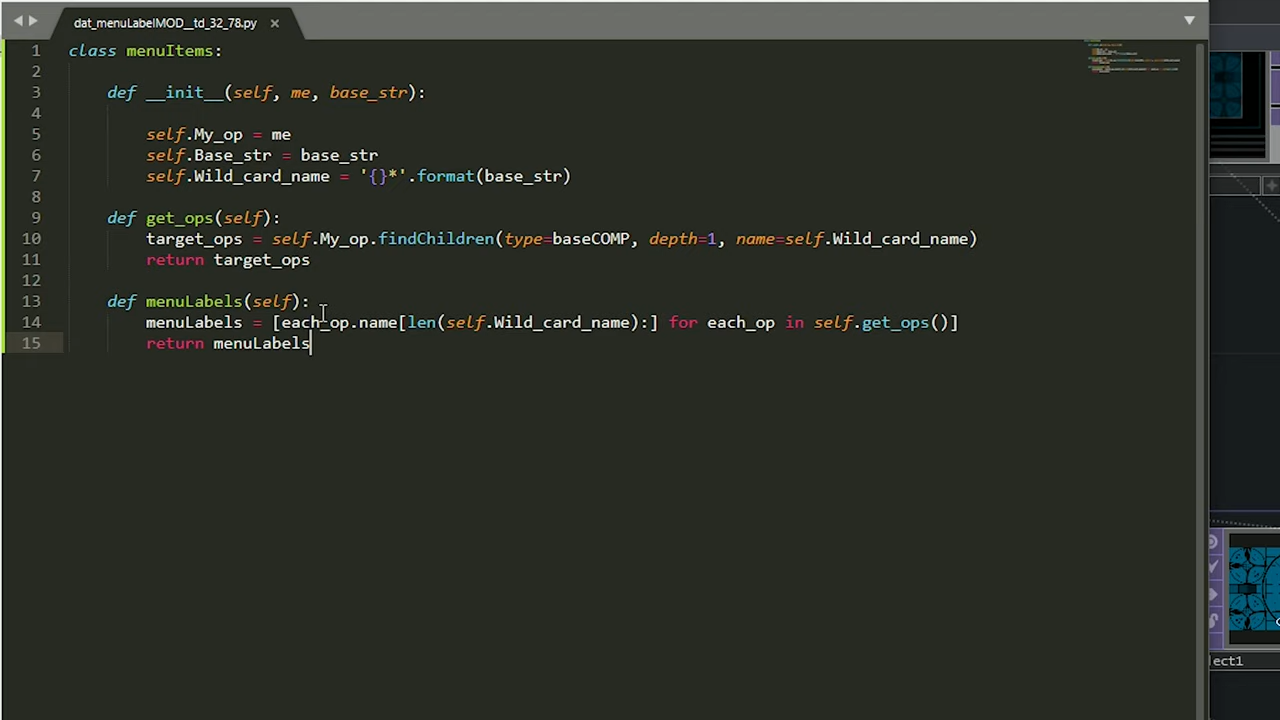 dat_menuLabelMOD__td_32_78.py ×
1 class menuItems:
2
3 def __init__(self, me, base_str):
4
5 self.My_op = me
6 self.Base_str = base_str
7 self.Wild_card_name = '{}*'.format(base_str)
8
9 def get_ops(self):
10 target_ops = self.My_op.findChildren(type=baseCOMP, depth=1, name=self.Wild_card_name)
11 return target_ops
12
13 def menuLabels(self):
14 menuLabels = [each_op.name[len(self.Wild_card_name):] for each_op in self.get_ops()]
15 return menuLabels
lect1